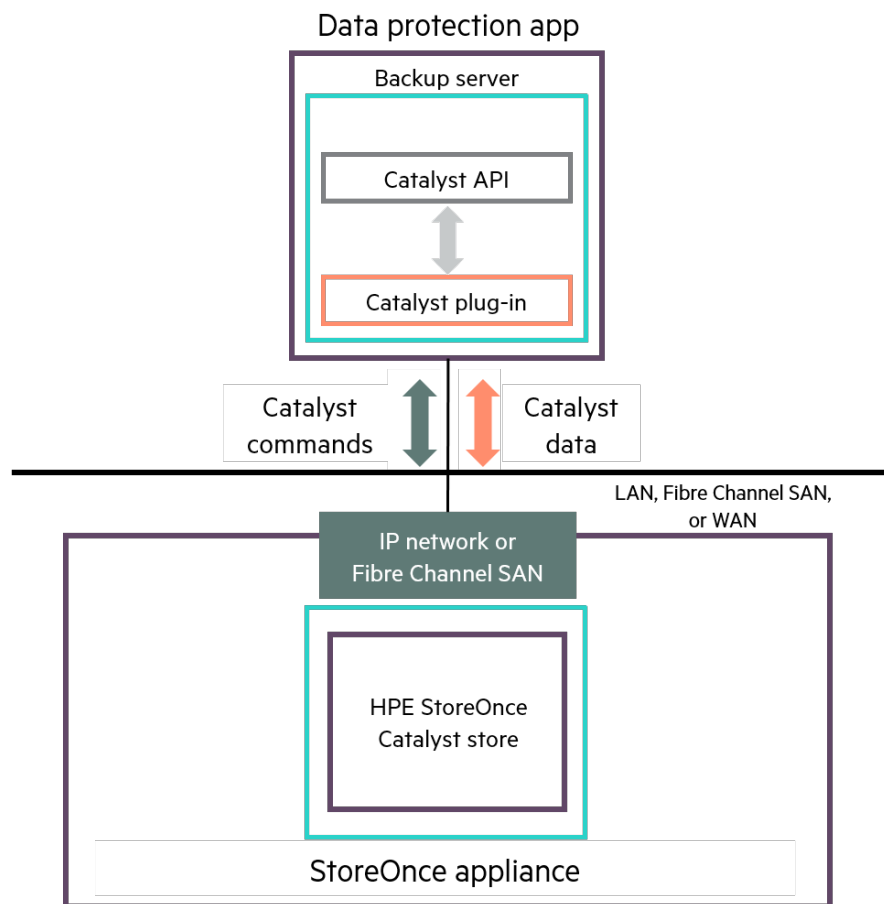 Data protection app
Backup server
Catalyst API
Catalyst plug-in
Catalyst
commands
Catalyst
data
LAN, Fibre Channel SAN,
or WAN
IP network or
Fibre Channel SAN
HPE StoreOnce
Catalyst store
StoreOnce appliance